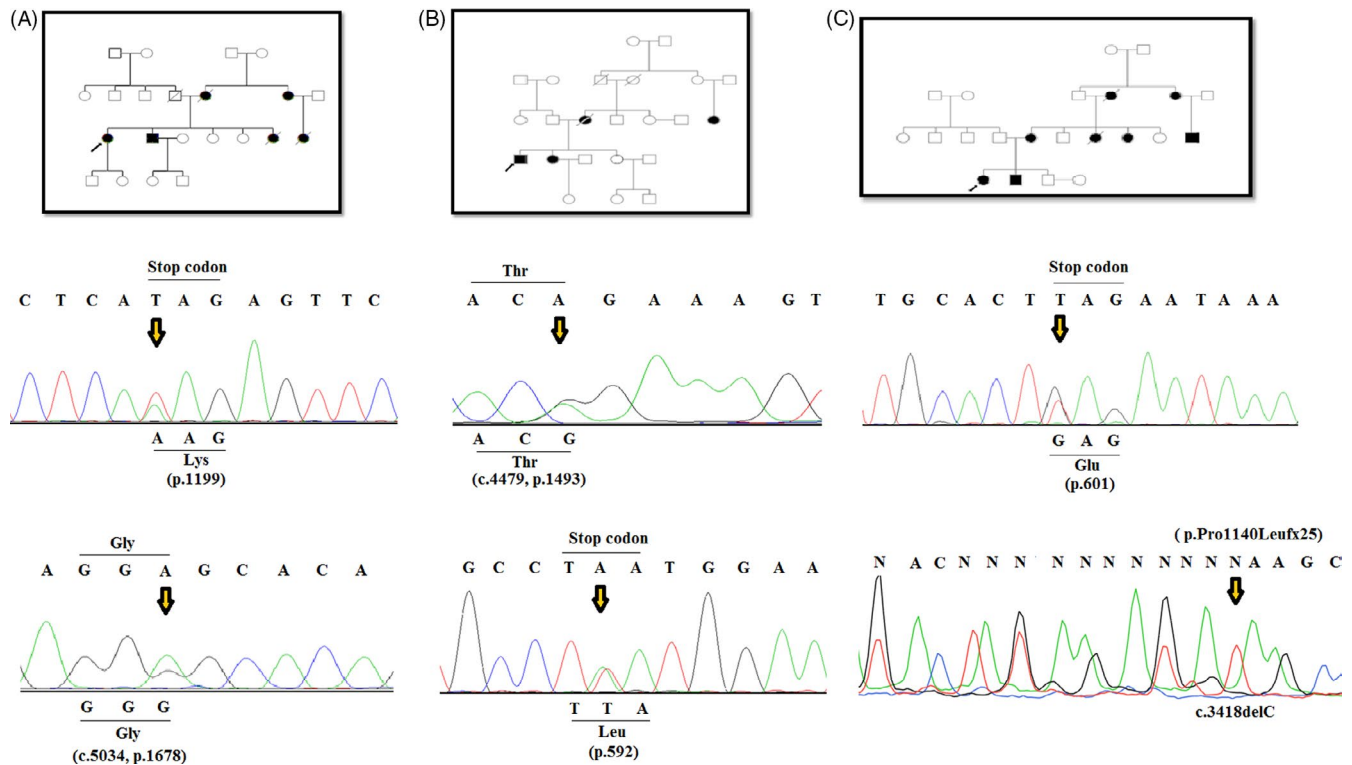 (A)
(B)
(C)
Stop codon
C T C A T A G A G T T C
A A G
Lys
(p.1199)
Thr
A C A G A A A G T
A C G
Thr
(c.4479, p.1493)
Stop codon
T G C A C T T A G A A T A A A
G A G
Glu
(p.601)
Gly
A G G A G C A C A
G G G
Gly
(c.5034, p.1678)
Stop codon
G C C T A A T G G A A
T T A
Leu
(p.592)
( p.Pro1140Leufx25)
N A C N N N N N N N N N N A A G C
c.3418delC